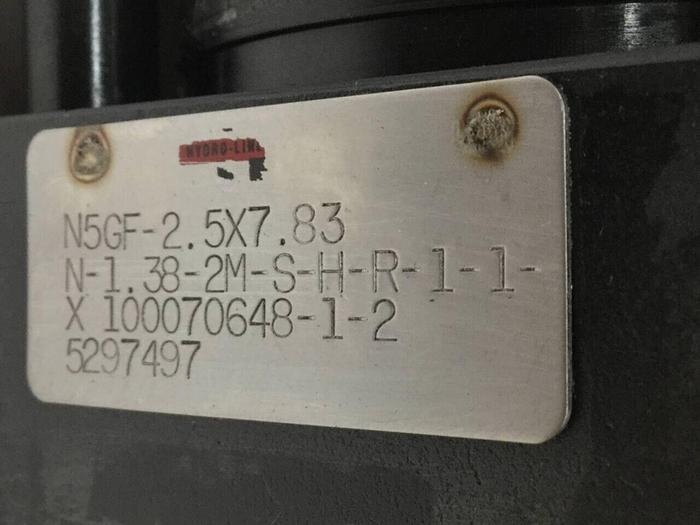 HYDRO-LINE
N5GF-2.5X7.83
N-1.38-2M-S-H-R-1-1-
X 100070648-1-2
5297497